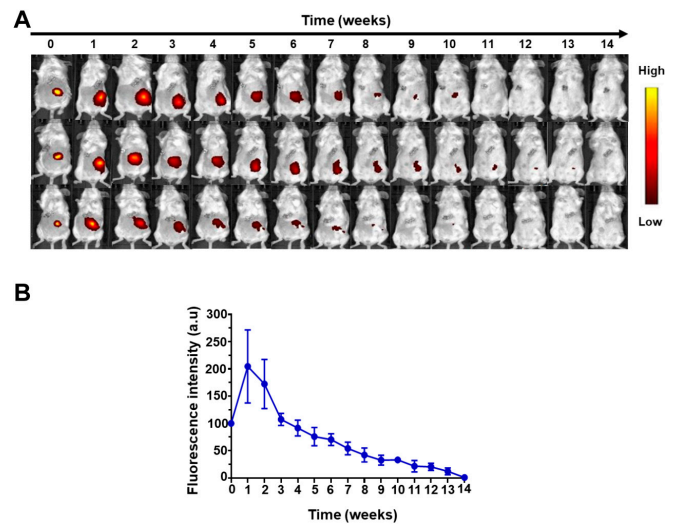 A
Time (weeks)
0 1 2 3 4 5 6 7 8 9 10 11 12 13 14
High
Low
B
Fluorescence intensity (a.u)
300
250
200
150
100
50
0
0 1 2 3 4 5 6 7 8 9 10 11 12 13 14
Time (weeks)